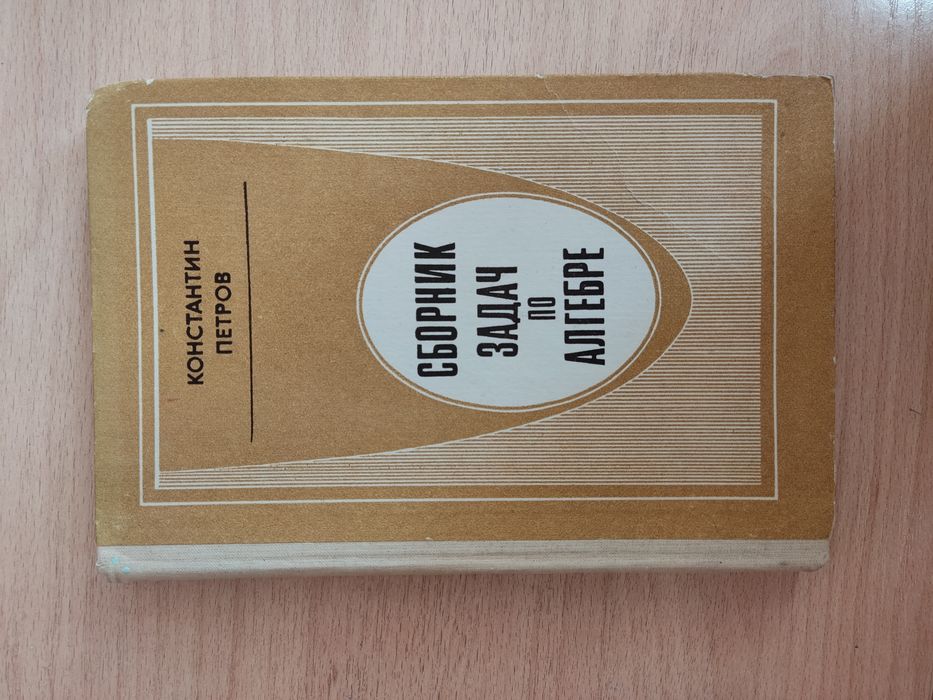 КОНСТАНТИН
ПЕТРОВ
СБОРНИК
ЗАДАЧ
ПО
АЛГЕБРЕ